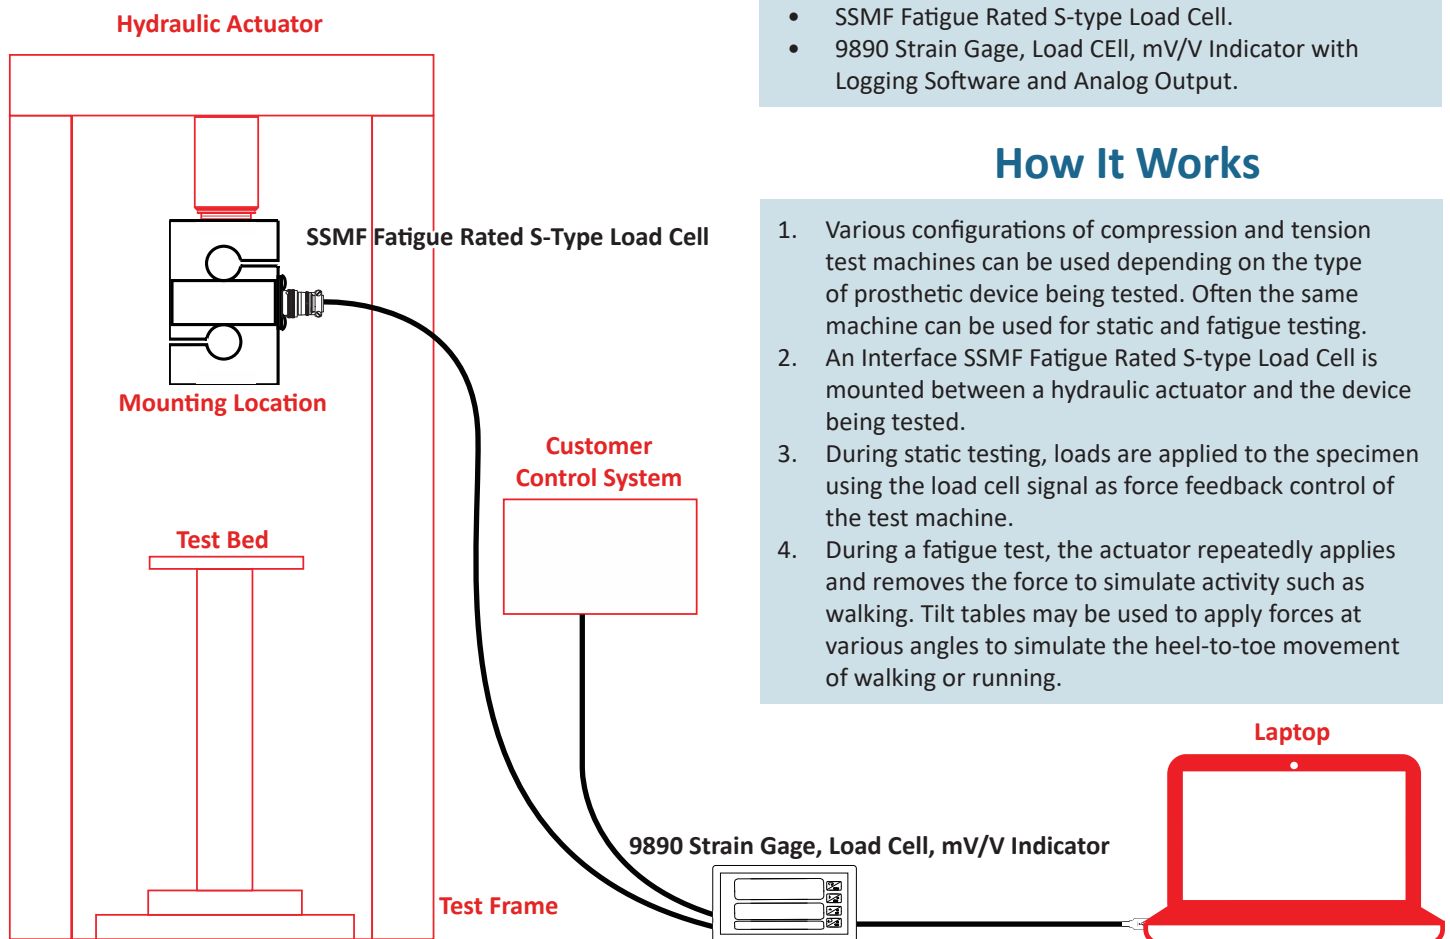 Hydraulic Actuator
SSMF Fatigue Rated S-Type Load Cell
Mounting Location
Customer
Control System
Test Bed
Test Frame
9890 Strain Gage, Load Cell, mV/V Indicator
Laptop
• SSMF Fatigue Rated S-type Load Cell.
• 9890 Strain Gage, Load CEll, mV/V Indicator with
Logging Software and Analog Output.
How It Works
1. Various configurations of compression and tension
test machines can be used depending on the type
of prosthetic device being tested. Often the same
machine can be used for static and fatigue testing.
2. An Interface SSMF Fatigue Rated S-type Load Cell is
mounted between a hydraulic actuator and the device
being tested.
3. During static testing, loads are applied to the specimen
using the load cell signal as force feedback control of
the test machine.
4. During a fatigue test, the actuator repeatedly applies
and removes the force to simulate activity such as
walking. Tilt tables may be used to apply forces at
various angles to simulate the heel-to-toe movement
of walking or running.